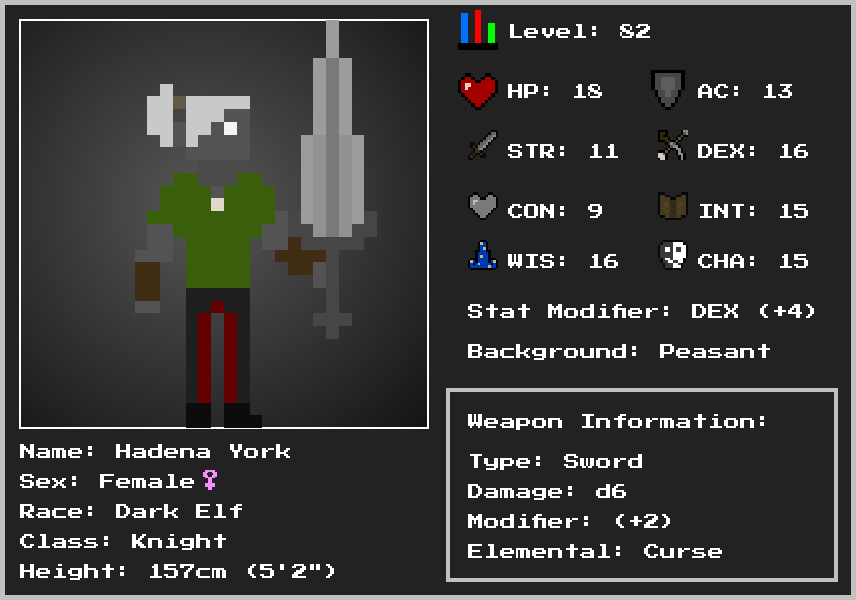 Level: 82
HP: 18
AC: 13
STR: 11
DEX: 16
CON: 9
INT: 15
WIS: 16
CHA: 15
Stat Modifier: DEX (+4)
Background: Peasant
Weapon Information:
Type: Sword
Damage: d6
Modifier: (+2)
Elemental: Curse
Name: Hadena York
Sex: Female♀
Race: Dark Elf
Class: Knight
Height: 157cm (5'2")